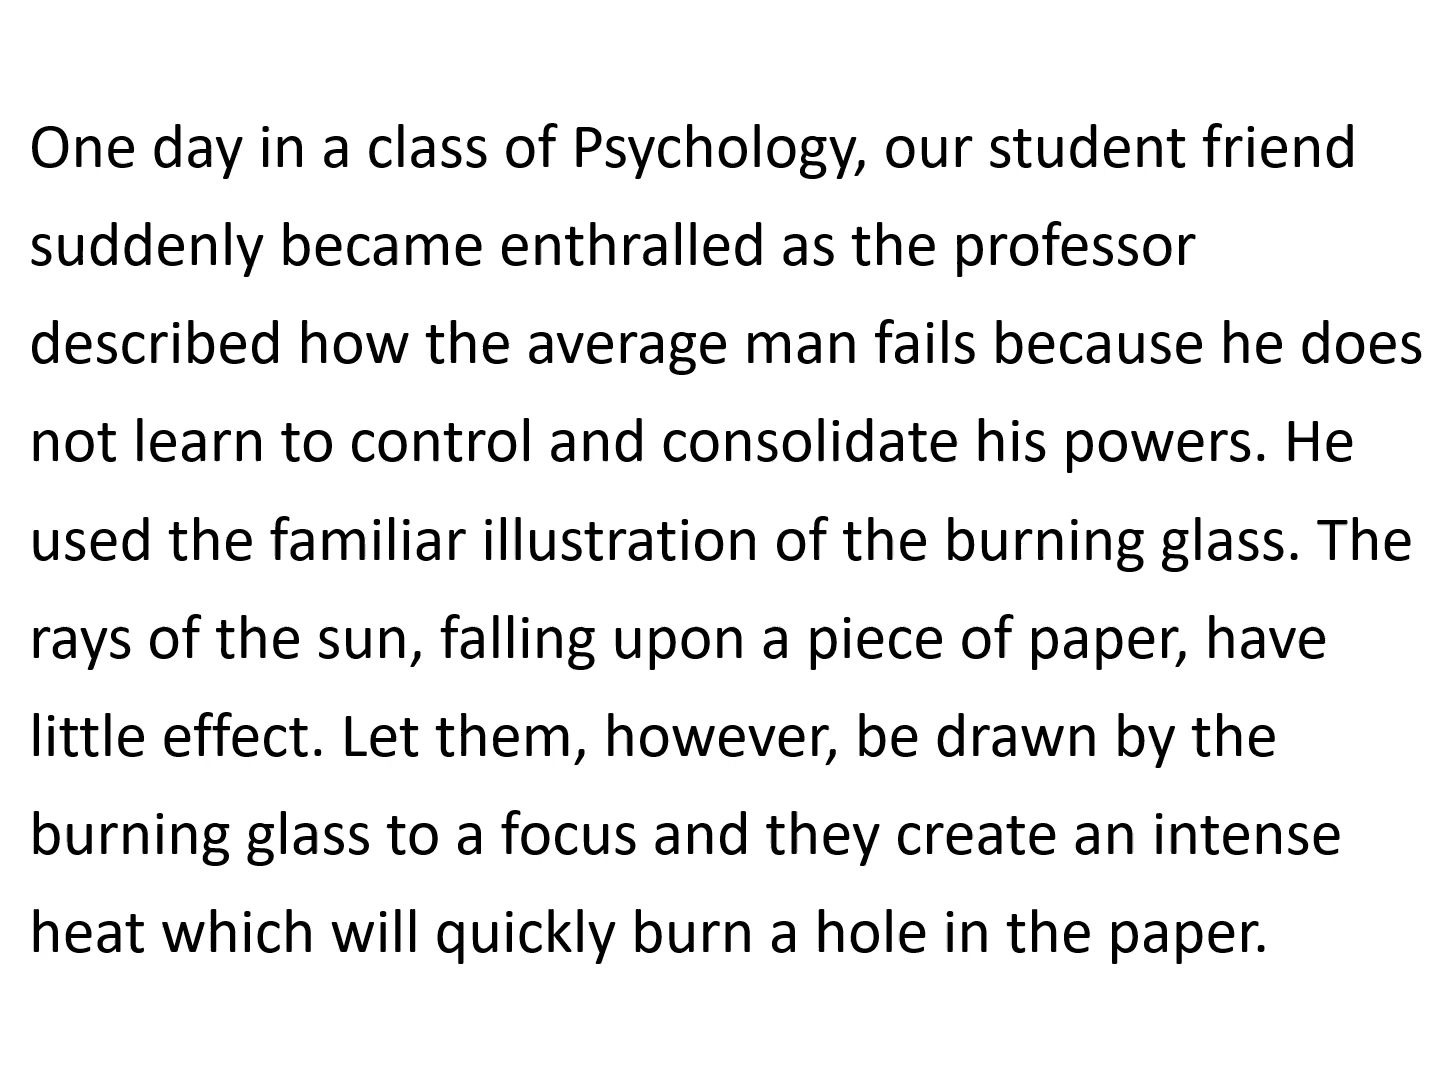 One day in a class of Psychology, our student friend
suddenly became enthralled as the professor
described how the average man fails because he does
not learn to control and consolidate his powers. He
used the familiar illustration of the burning glass. The
rays of the sun, falling upon a piece of paper, have
little effect. Let them, however, be drawn by the
burning glass to a focus and they create an intense
heat which will quickly burn a hole in the paper.